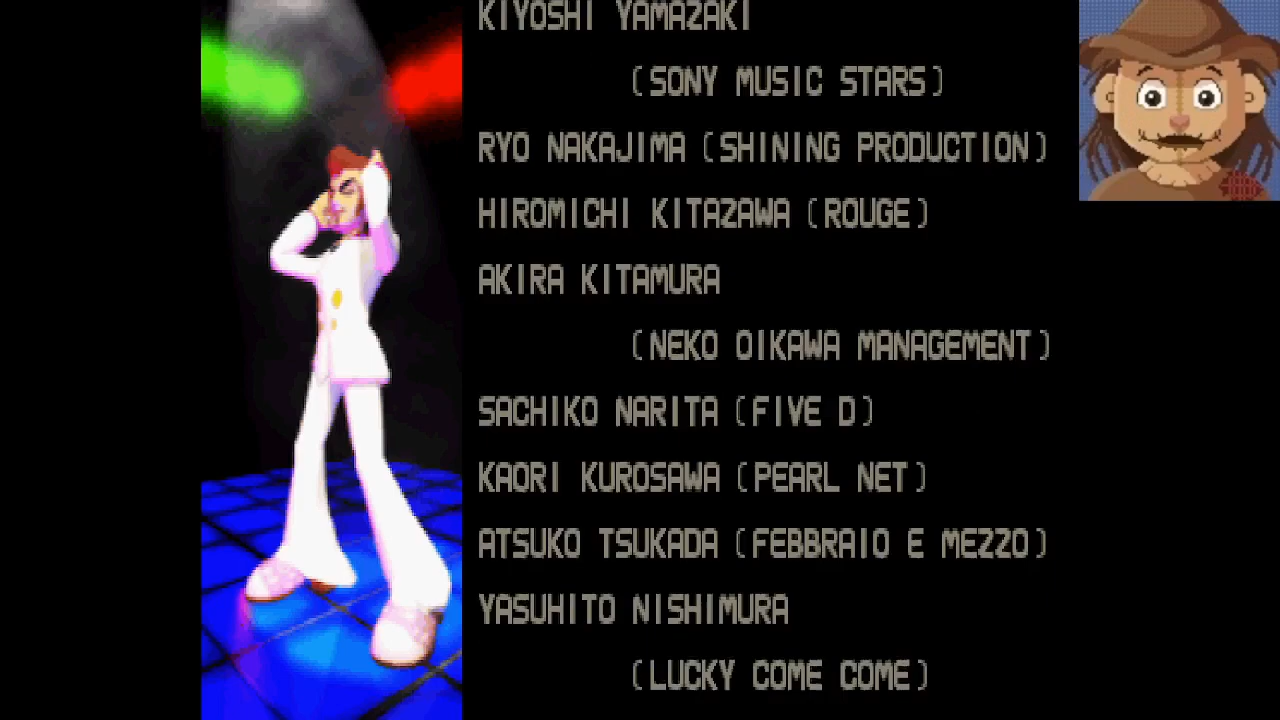 KIYOSHI YAMAZAKI
(SONY MUSIC STARS)
RYO NAKAJIMA (SHINING PRODUCTION)
HIROMICHI KITAZAWA (ROUGE)
AKIRA KITAMURA
(NEKO OIKAWA MANAGEMENT)
SACHIKO NARITA (FIVE D)
KAORI KUROSAWA (PEARL NET)
ATSUKO TSUKADA (FEBBRAIO E MEZZO)
YASUHITO NISHIMURA
(LUCKY COME COME)